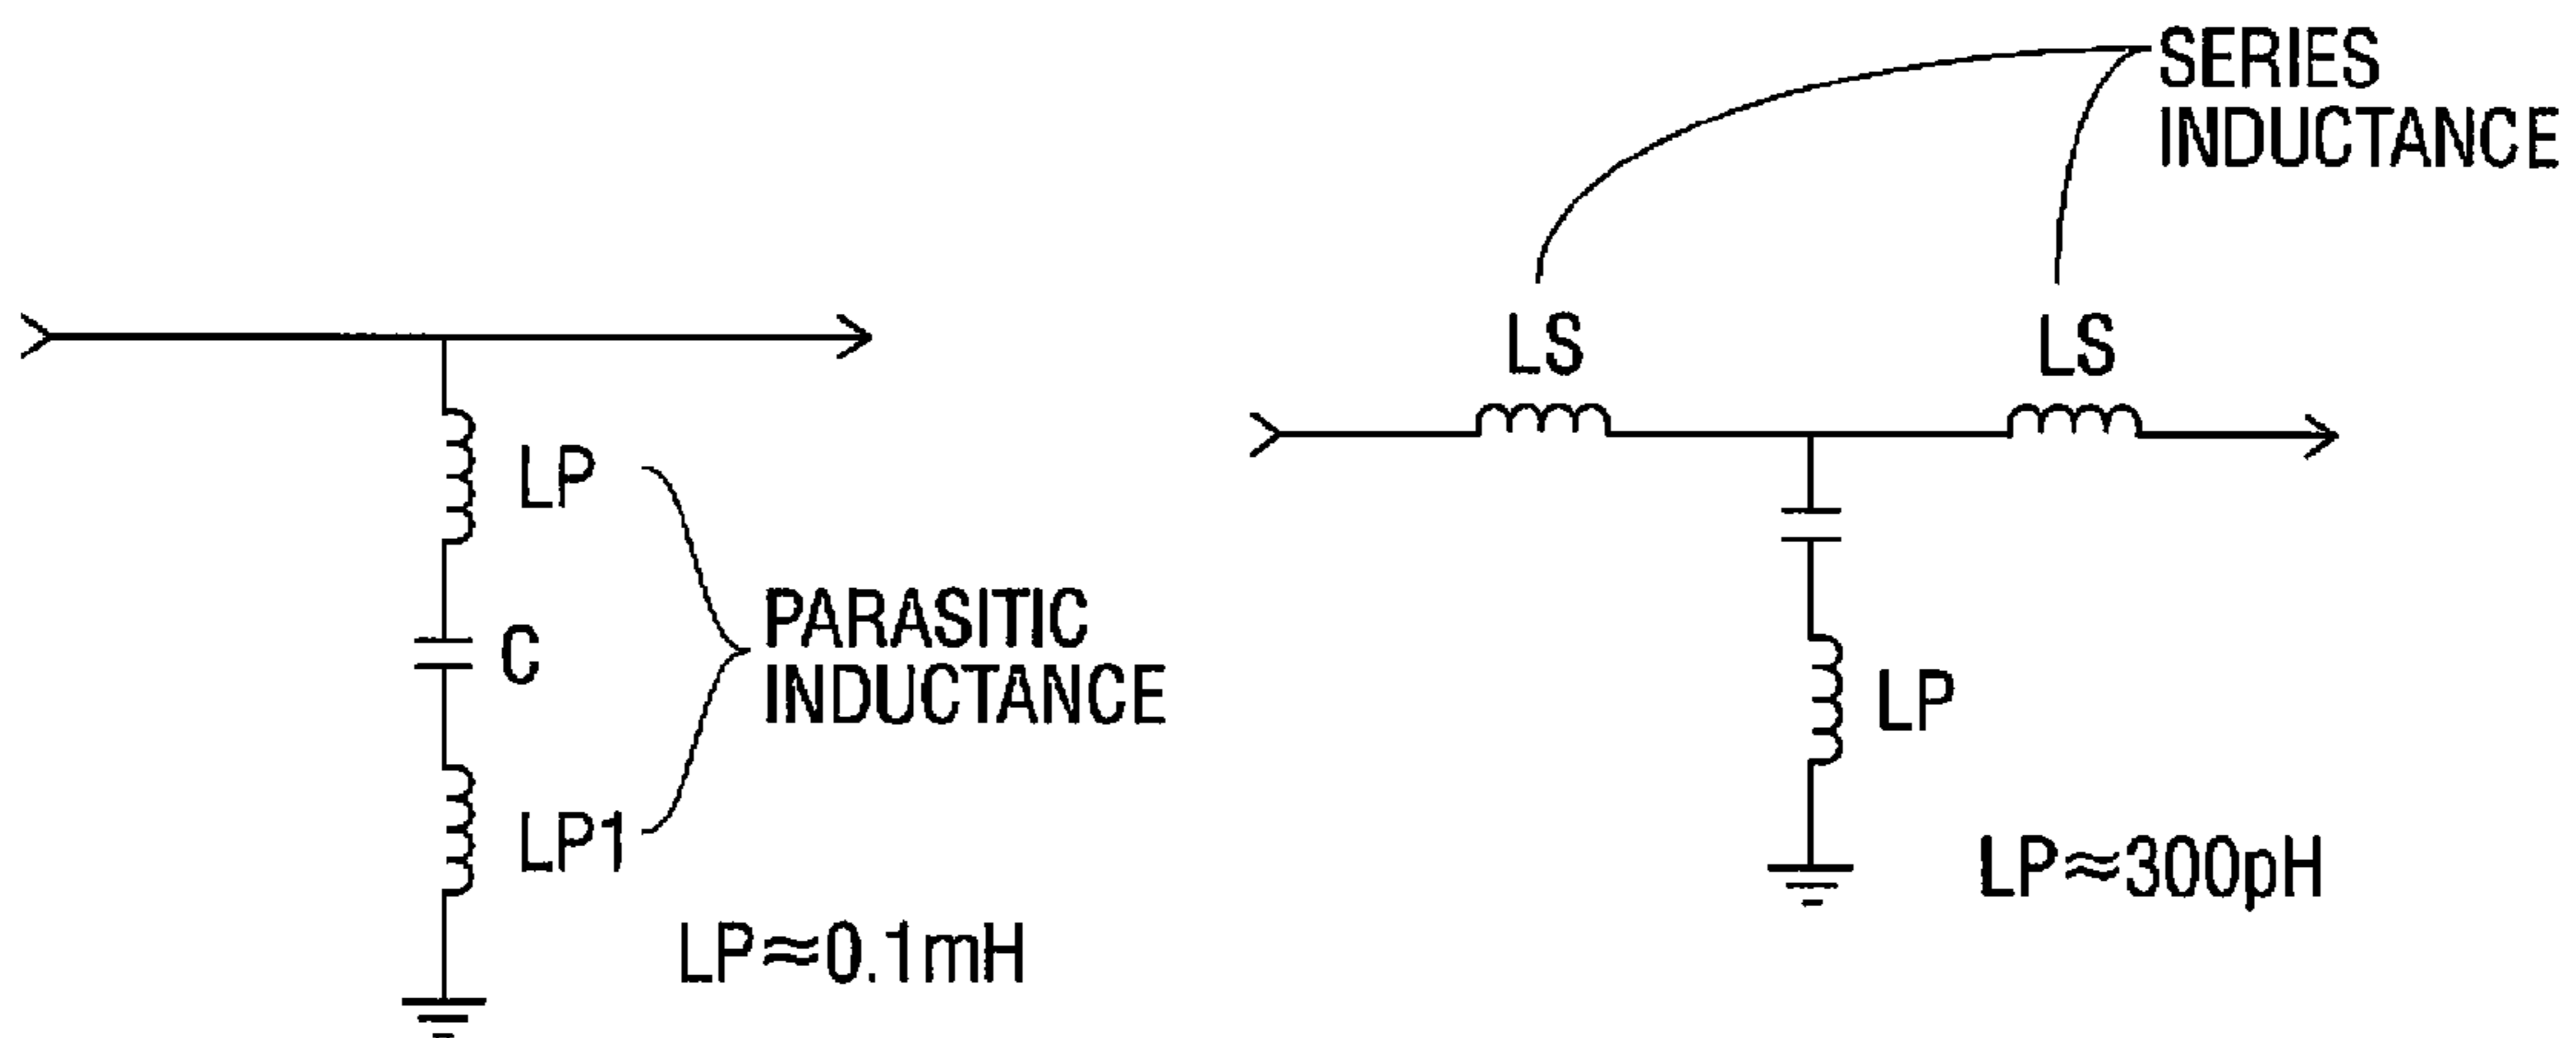 LP
C
PARASITIC
INDUCTANCE
LP1
LP≈0.1mH
SERIES
INDUCTANCE
LS
LS
LP
LP≈300pH